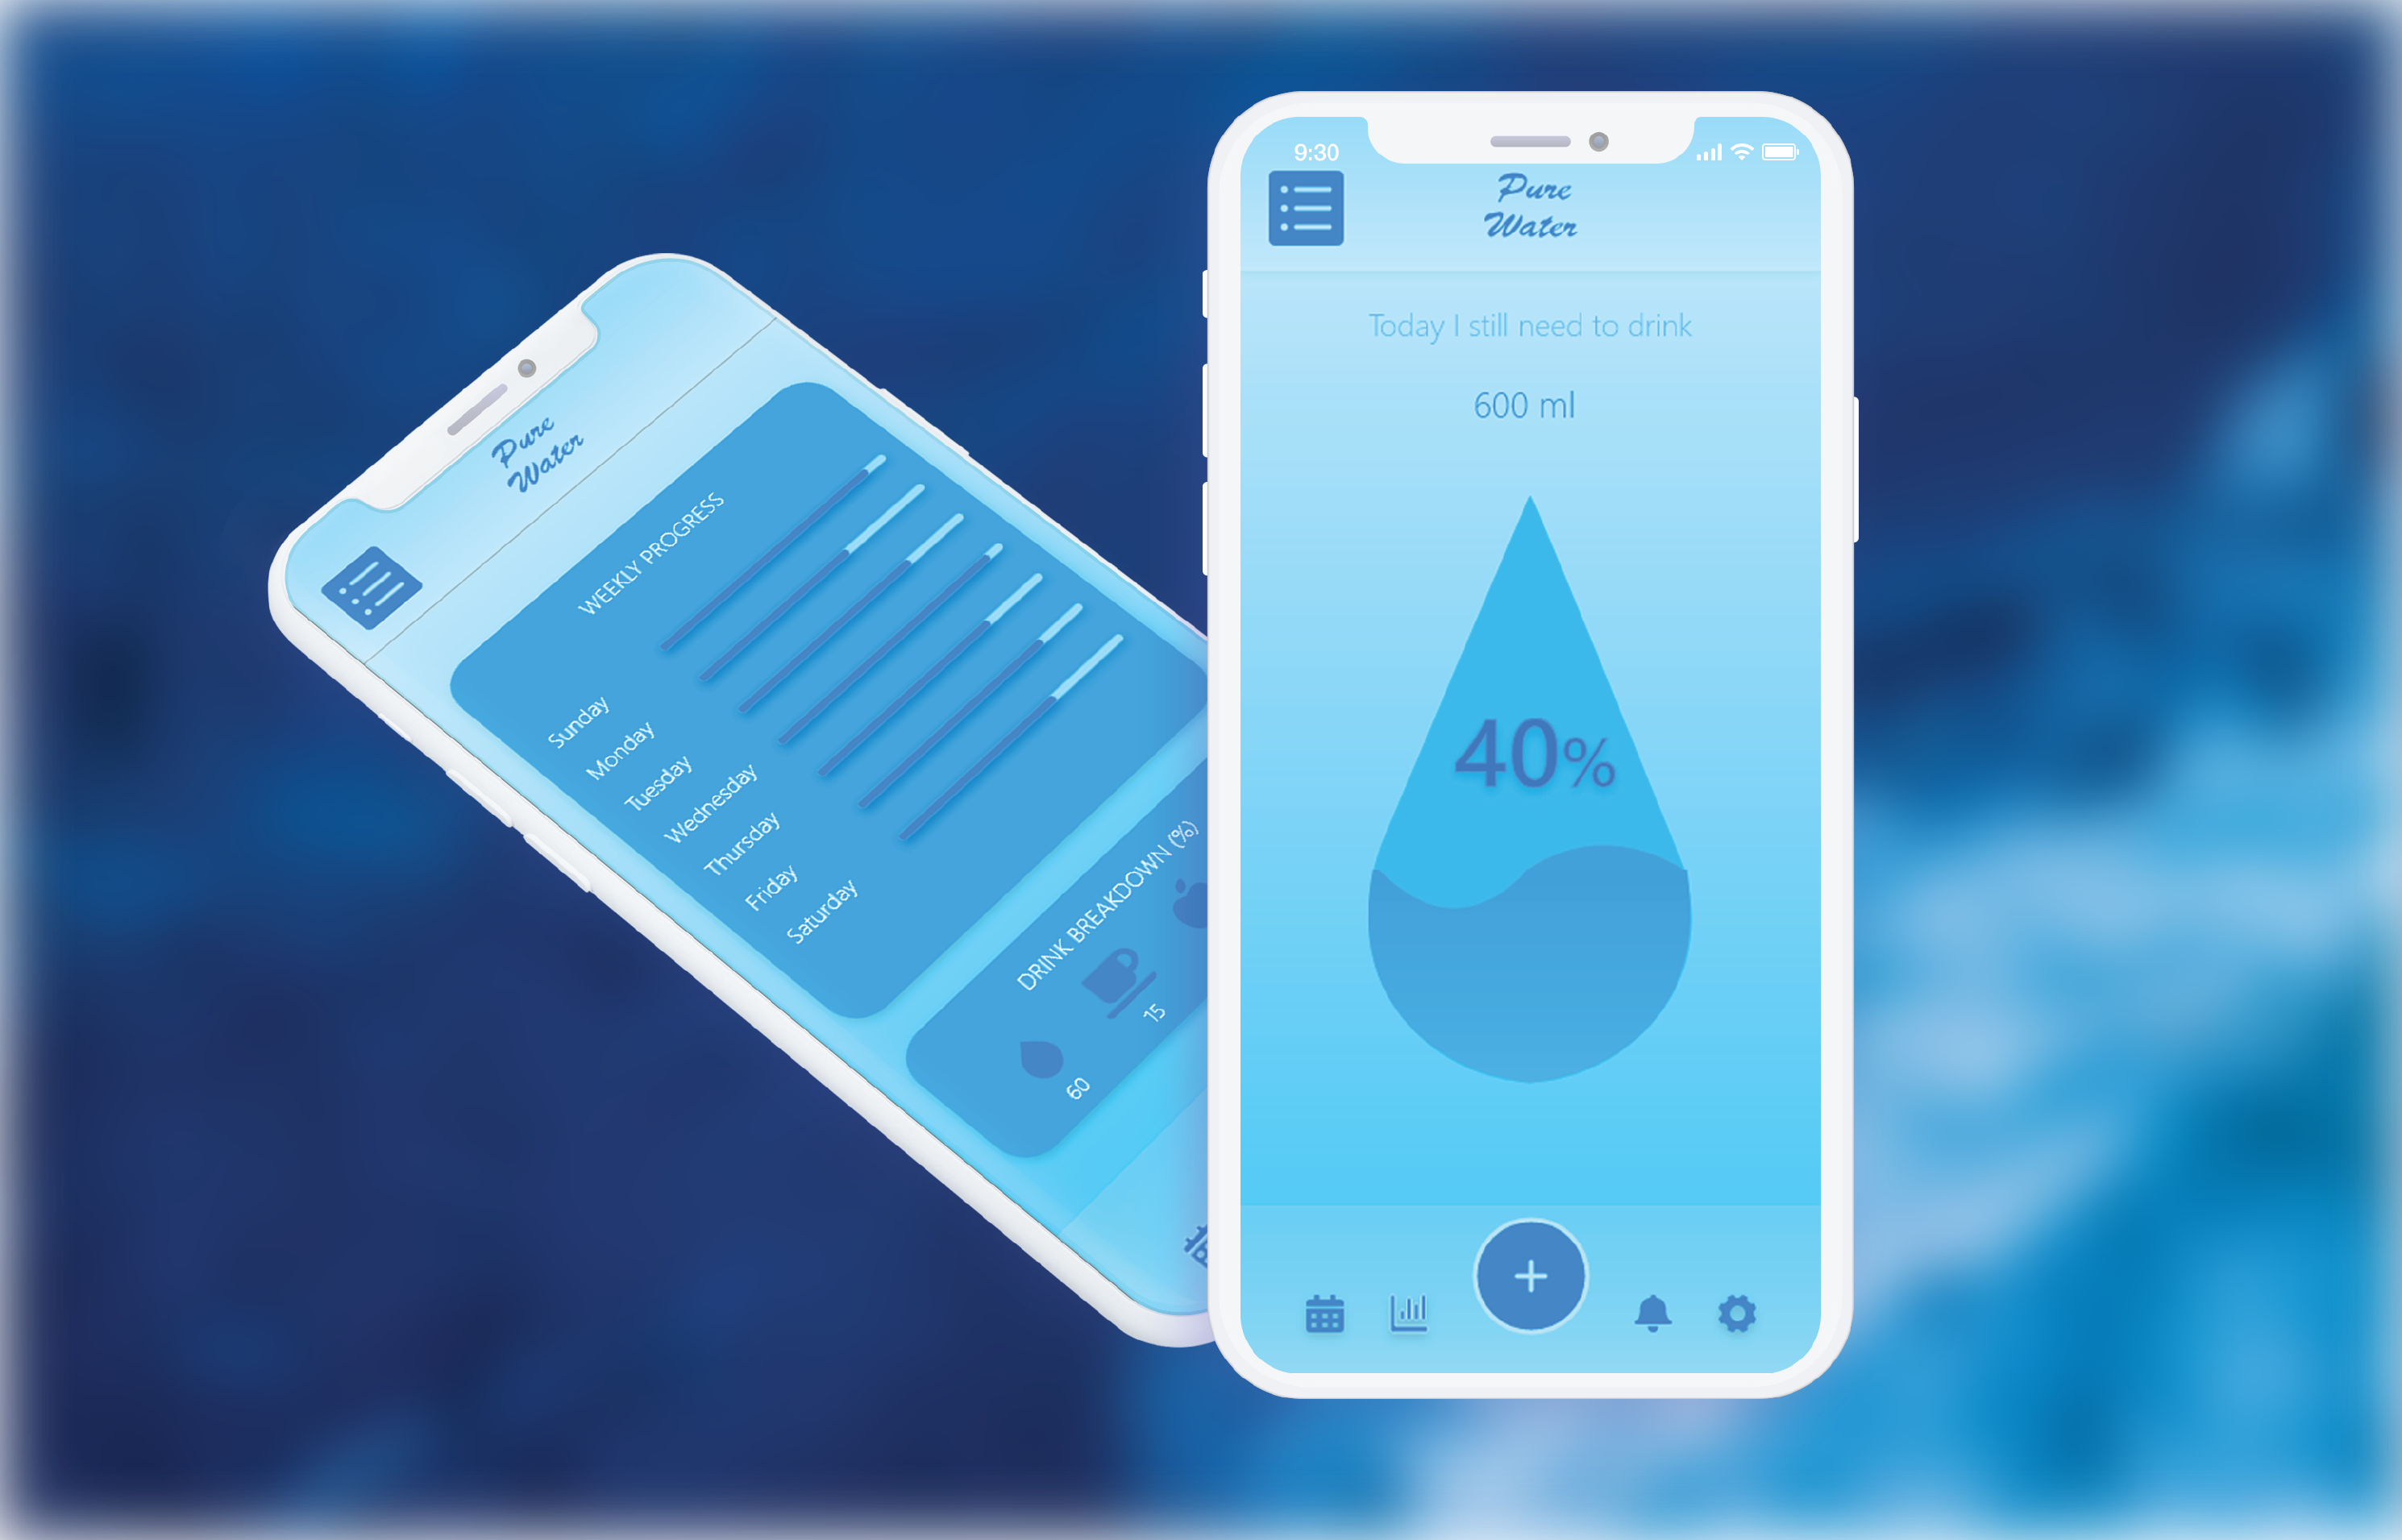 Pure
Water
WEEKLY PROGRESS
Sunday
Monday
Tuesday
Wednesday
Thursday
Friday
Saturday
DRINK BREAKDOWN (%)
60
15
9:30
Pure
Water
Today I still need to drink
600 ml
40%